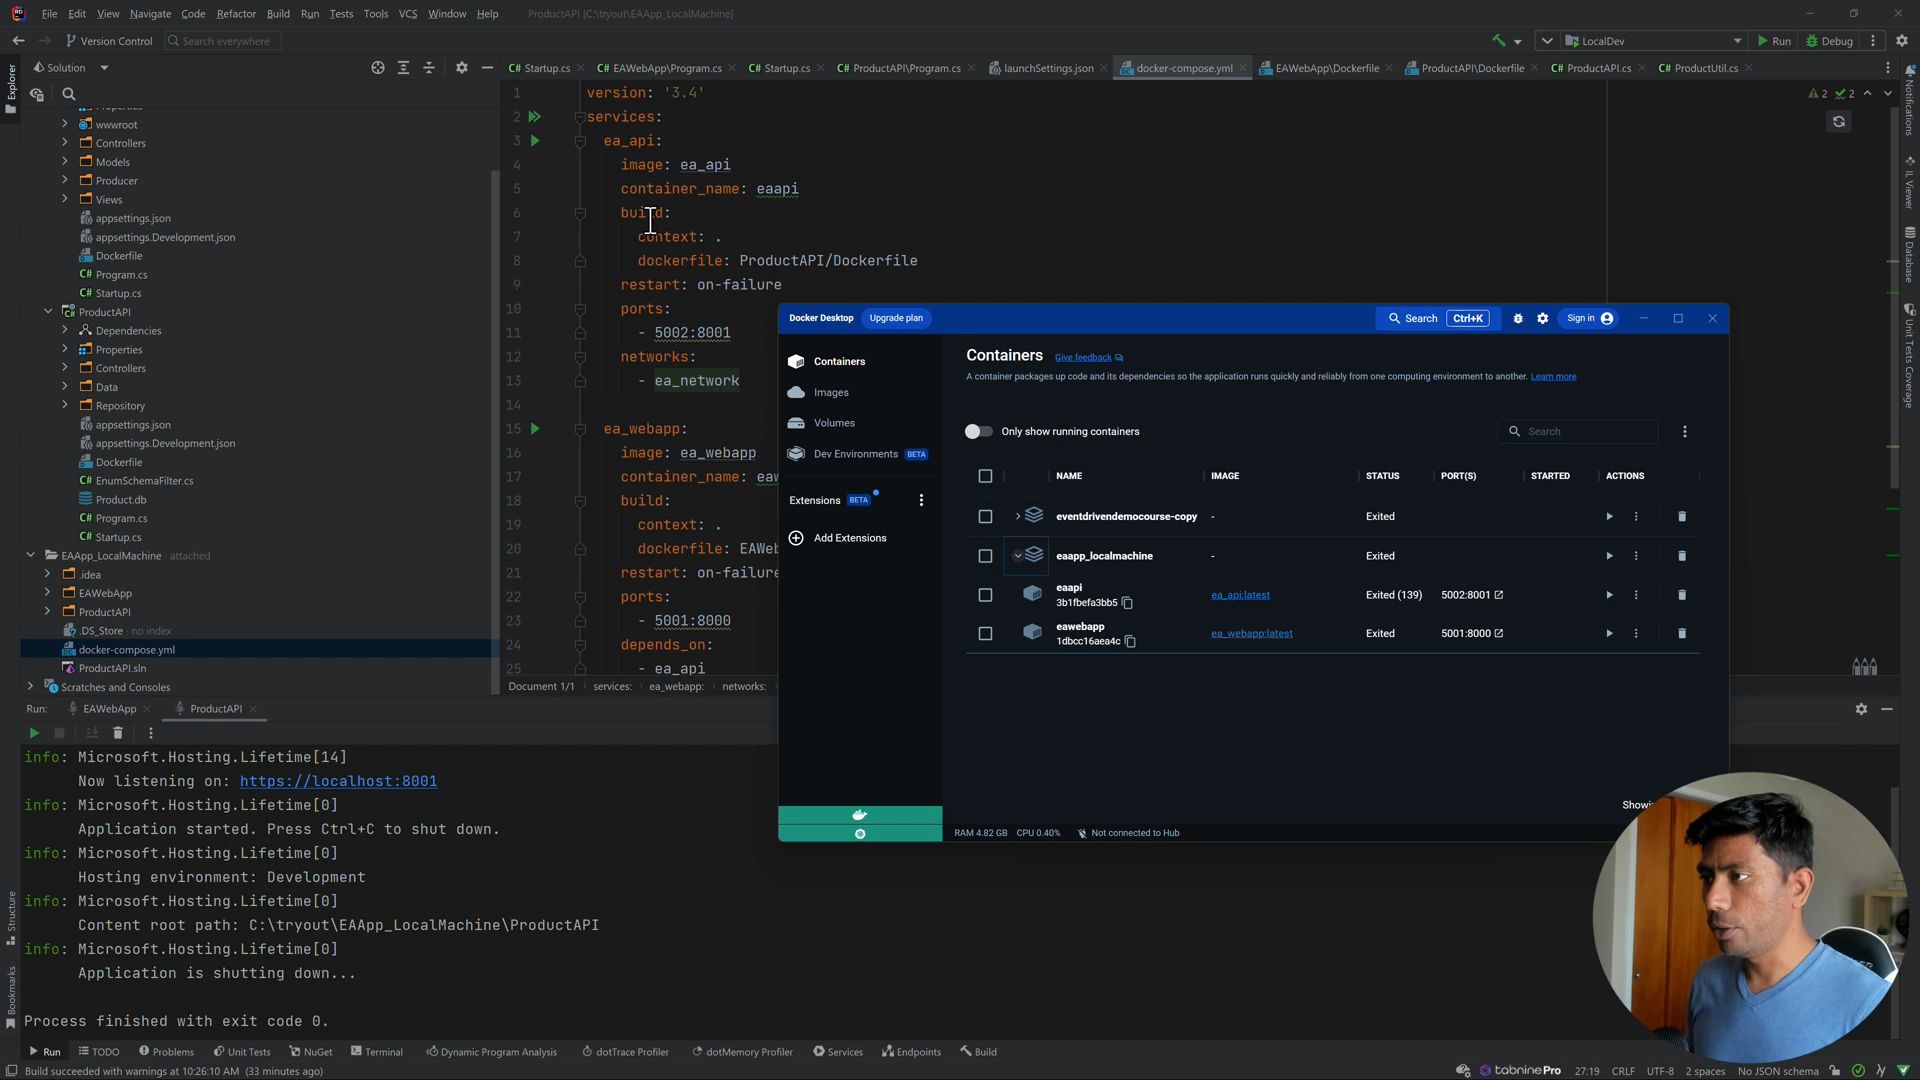 File Edit View Navigate Code Refactor Build Run Tests Tools VCS Window Help ProductAPI [C:\tryout\EAApp_LocalMachine]
Version Control Search everywhere LocalDev Run Debug
Explorer
Solution
Startup.cs EAWebApp\Program.cs Startup.cs ProductAPI\Program.cs launchSettings.json docker-compose.yml EAWebApp\Dockerfile ProductAPI\Dockerfile ProductAPI.cs ProductUtil.cs
wwwroot
Controllers
Models
Producer
Views
appsettings.json
appsettings.Development.json
Dockerfile
Program.cs
Startup.cs
ProductAPI
Dependencies
Properties
Controllers
Data
Repository
appsettings.json
appsettings.Development.json
Dockerfile
EnumSchemaFilter.cs
Product.db
Program.cs
Startup.cs
EAApp_LocalMachine attached
.idea
EAWebApp
ProductAPI
.DS_Store no index
docker-compose.yml
ProductAPI.sln
Scratches and Consoles
1 version: '3.4'
2 services:
3 ea_api:
4 image: ea_api
5 container_name: eaapi
6 build:
7 context: .
8 dockerfile: ProductAPI/Dockerfile
9 restart: on-failure
10 ports:
11 - 5002:8001
12 networks:
13 - ea_network
14
15 ea_webapp:
16 image: ea_webapp
17 container_name: eaw
18 build:
19 context: .
20 dockerfile: EAWeb
21 restart: on-failure
22 ports:
23 - 5001:8000
24 depends_on:
25 - ea_api
2 2
Notifications
IL Viewer
Database
Unit Tests Coverage
Document 1/1 services: ea_webapp: networks:
Docker Desktop Upgrade plan Search Ctrl+K Sign in
Containers
Images
Volumes
Dev Environments BETA
Extensions BETA
Add Extensions
Containers Give feedback
A container packages up code and its dependencies so the application runs quickly and reliably from one computing environment to another. Learn more
Only show running containers Search
NAME IMAGE STATUS PORT(S) STARTED ACTIONS
eventdrivendemocourse-copy - Exited
eaapp_localmachine - Exited
eaapi
3b1fbefa3bb5 ea_api:latest Exited (139) 5002:8001
eawebapp
1dbcc16aea4c ea_webapp:latest Exited 5001:8000
Showi
RAM 4.82 GB CPU 0.40% Not connected to Hub
Run: EAWebApp ProductAPI
info: Microsoft.Hosting.Lifetime[14]
Now listening on: https://localhost:8001
info: Microsoft.Hosting.Lifetime[0]
Application started. Press Ctrl+C to shut down.
info: Microsoft.Hosting.Lifetime[0]
Hosting environment: Development
info: Microsoft.Hosting.Lifetime[0]
Content root path: C:\tryout\EAApp_LocalMachine\ProductAPI
info: Microsoft.Hosting.Lifetime[0]
Application is shutting down...
Process finished with exit code 0.
Structure
Bookmarks
Run TODO Problems Unit Tests NuGet Terminal Dynamic Program Analysis dotTrace Profiler dotMemory Profiler Services Endpoints Build
Build succeeded with warnings at 10:26:10 AM (33 minutes ago) tabnine Pro 27:19 CRLF UTF-8 2 spaces No JSON schema